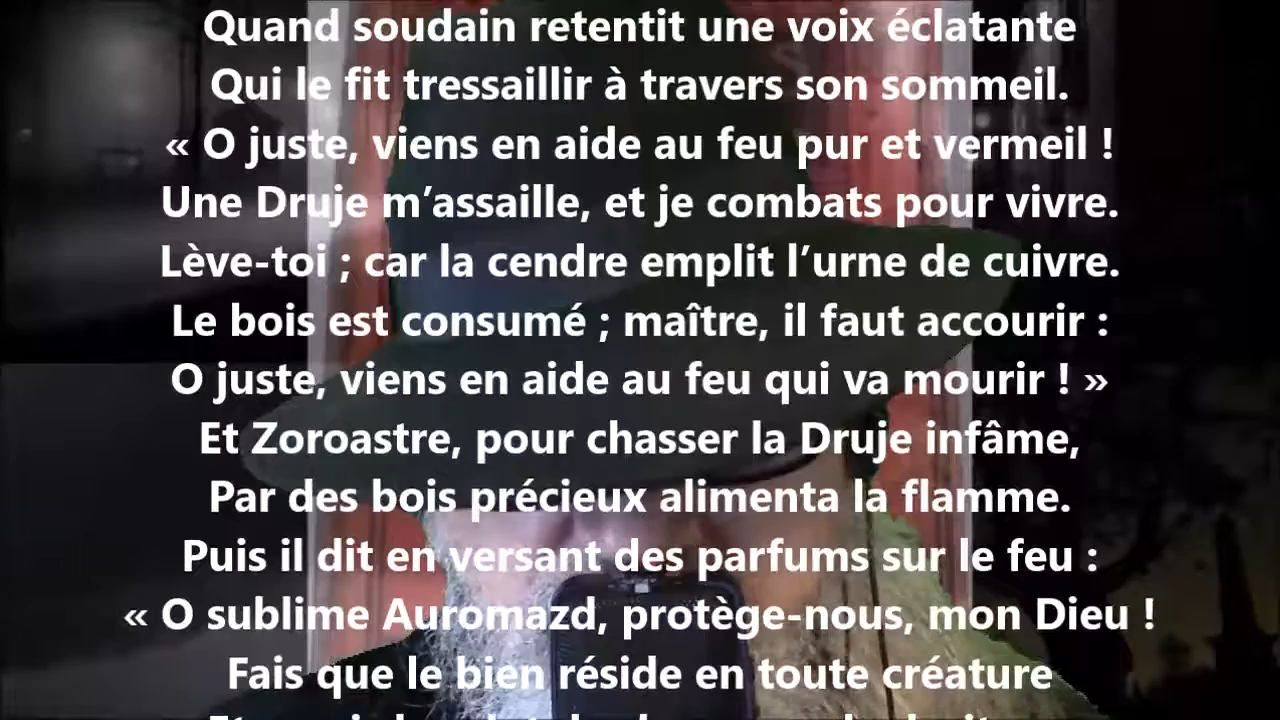 Quand soudain retentit une voix éclatante
Qui le fit tressaillir à travers son sommeil.
« O juste, viens en aide au feu pur et vermeil !
Une Druje m’assaille, et je combats pour vivre.
Lève-toi ; car la cendre emplit l’urne de cuivre.
Le bois est consumé ; maître, il faut accourir :
O juste, viens en aide au feu qui va mourir ! »
Et Zoroastre, pour chasser la Druje infâme,
Par des bois précieux alimenta la flamme.
Puis il dit en versant des parfums sur le feu :
« O sublime Auromazd, protège-nous, mon Dieu !
Fais que le bien réside en toute créature